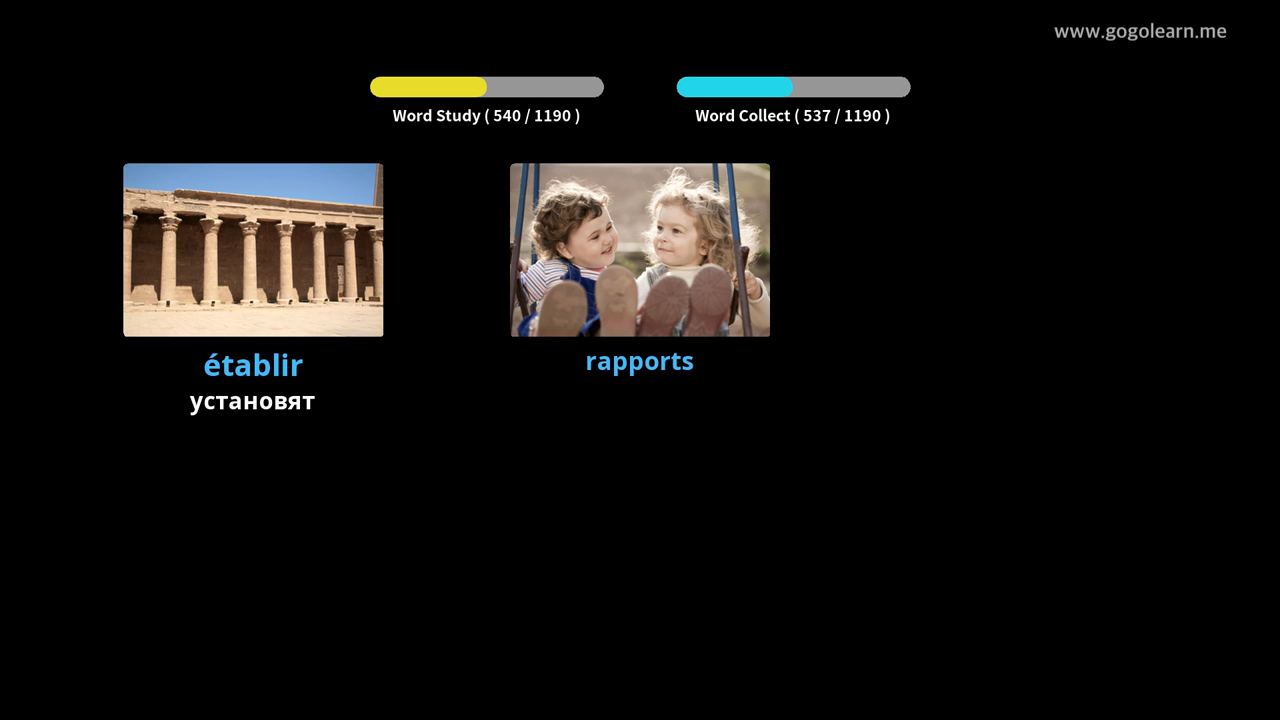 www.gogolearn.me
Word Study ( 540 / 1190 )
Word Collect ( 537 / 1190 )
établir
установят
rapports